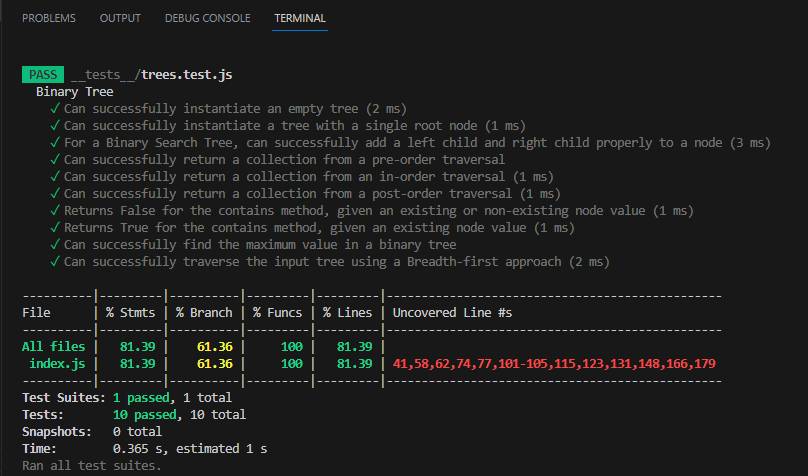 PROBLEMS OUTPUT DEBUG CONSOLE TERMINAL
PASS __tests__/trees.test.js
Binary Tree
✓ Can successfully instantiate an empty tree (2 ms)
✓ Can successfully instantiate a tree with a single root node (1 ms)
✓ For a Binary Search Tree, can successfully add a left child and right child properly to a node (3 ms)
✓ Can successfully return a collection from a pre-order traversal
✓ Can successfully return a collection from an in-order traversal (1 ms)
✓ Can successfully return a collection from a post-order traversal (1 ms)
✓ Returns False for the contains method, given an existing or non-existing node value (1 ms)
✓ Returns True for the contains method, given an existing node value (1 ms)
✓ Can successfully find the maximum value in a binary tree
✓ Can successfully traverse the input tree using a Breadth-first approach (2 ms)
----------|---------|----------|---------|---------|-------------------------------------------
File      | % Stmts | % Branch | % Funcs | % Lines | Uncovered Line #s
----------|---------|----------|---------|---------|-------------------------------------------
All files |   81.39 |    61.36 |     100 |   81.39 |
 index.js |   81.39 |    61.36 |     100 |   81.39 | 41,58,62,74,77,101-105,115,123,131,148,166,179
----------|---------|----------|---------|---------|-------------------------------------------
Test Suites: 1 passed, 1 total
Tests:       10 passed, 10 total
Snapshots:   0 total
Time:        0.365 s, estimated 1 s
Ran all test suites.